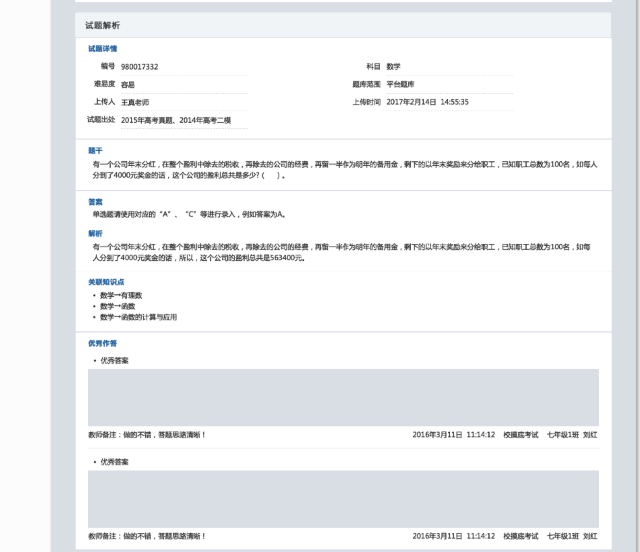 试题解析
试题详情
编号 980017332 科目 数学
难易度 容易 题库范围 平台题库
上传人 王真老师 上传时间 2017年2月14日 14:55:35
试题出处 2015年高考真题、2014年高考二模
题干
有一个公司年末分红，在整个盈利中除去的税收，再除去的公司的经费，再留一半作为明年的备用金，剩下的以年末奖励来分给职工，已知职工总数为100名，如每人
分到了4000元奖金的话，这个公司的盈利总共是多少?（ ）。
答案
单选题请使用对应的“A”、“C”等进行录入，例如答案为A。
解析
有一个公司年末分红，在整个盈利中除去的税收，再除去的公司的经费，再留一半作为明年的备用金，剩下的以年末奖励来分给职工，已知职工总数为100名，如每
人分到了4000元奖金的话，所以，这个公司的盈利总共是563400元。
关联知识点
• 数学→有理数
• 数学→函数
• 数学→函数的计算与应用
优秀作答
• 优秀答案
教师备注：做的不错，答题思路清晰！ 2016年3月11日 11:14:12 校摸底考试 七年级1班 刘红
• 优秀答案
教师备注：做的不错，答题思路清晰！ 2016年3月11日 11:14:12 校摸底考试 七年级1班 刘红